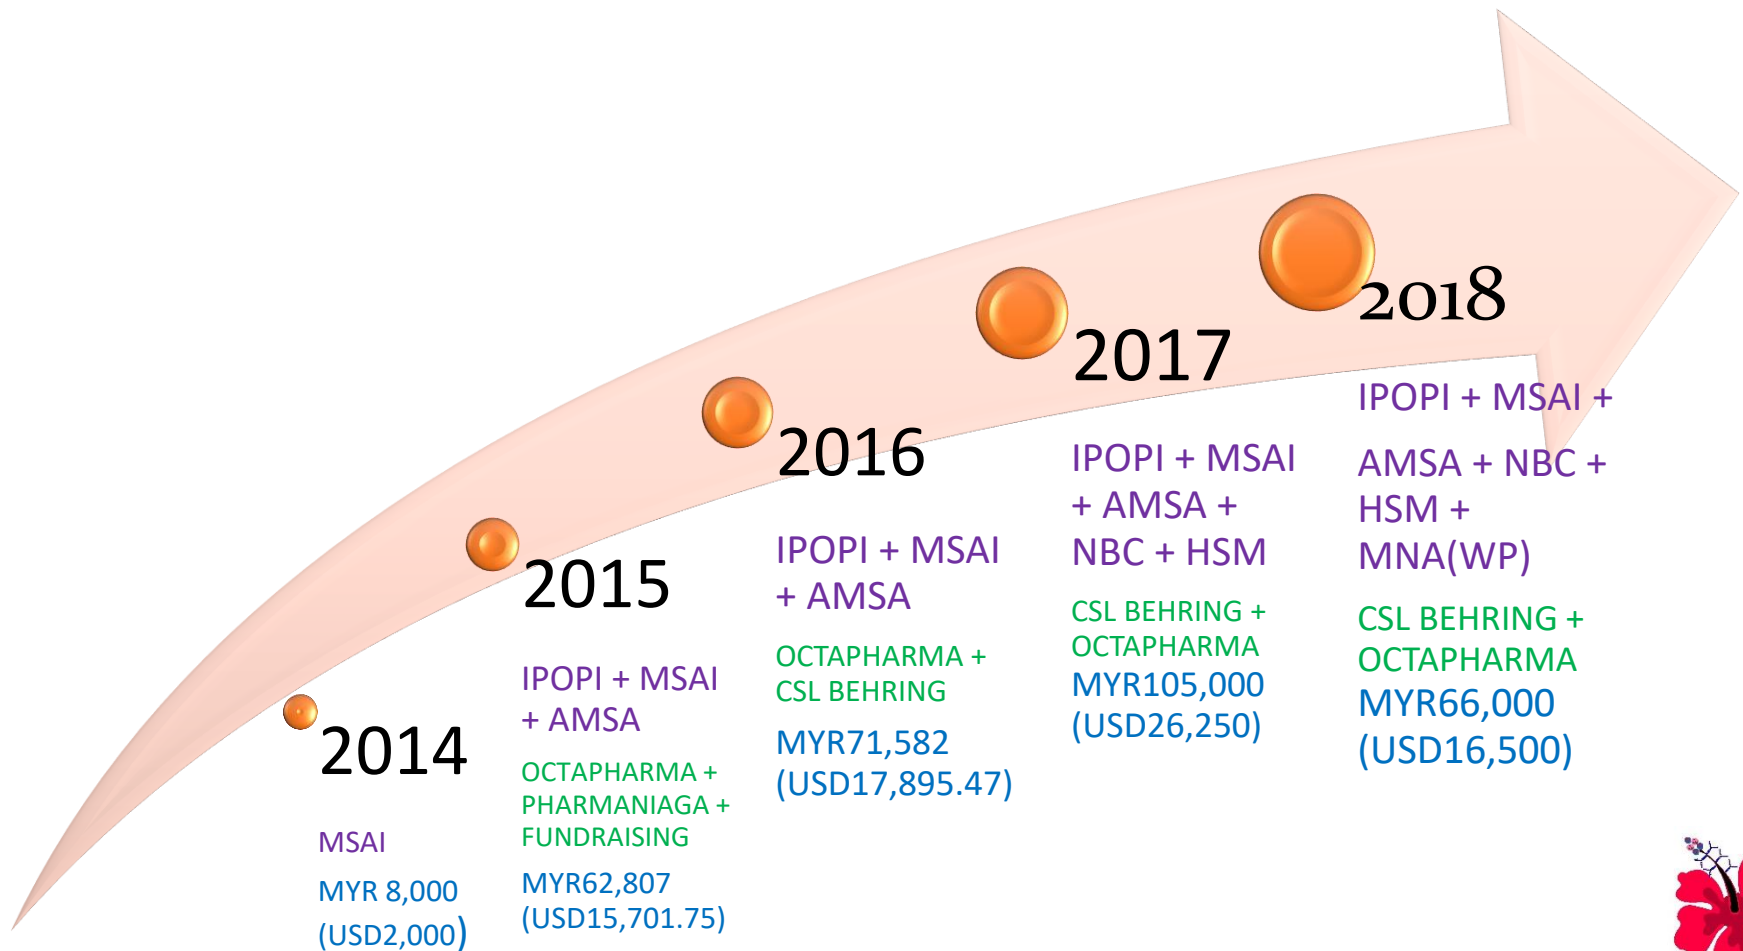 2014
MSAI
MYR 8,000
(USD2,000)
2015
IPOPI + MSAI
+ AMSA
OCTAPHARMA +
PHARMANIAGA +
FUNDRAISING
MYR62,807
(USD15,701.75)
2016
IPOPI + MSAI
+ AMSA
OCTAPHARMA +
CSL BEHRING
MYR71,582
(USD17,895.47)
2017
IPOPI + MSAI
+ AMSA +
NBC + HSM
CSL BEHRING +
OCTAPHARMA
MYR105,000
(USD26,250)
2018
IPOPI + MSAI +
AMSA + NBC +
HSM +
MNA(WP)
CSL BEHRING +
OCTAPHARMA
MYR66,000
(USD16,500)